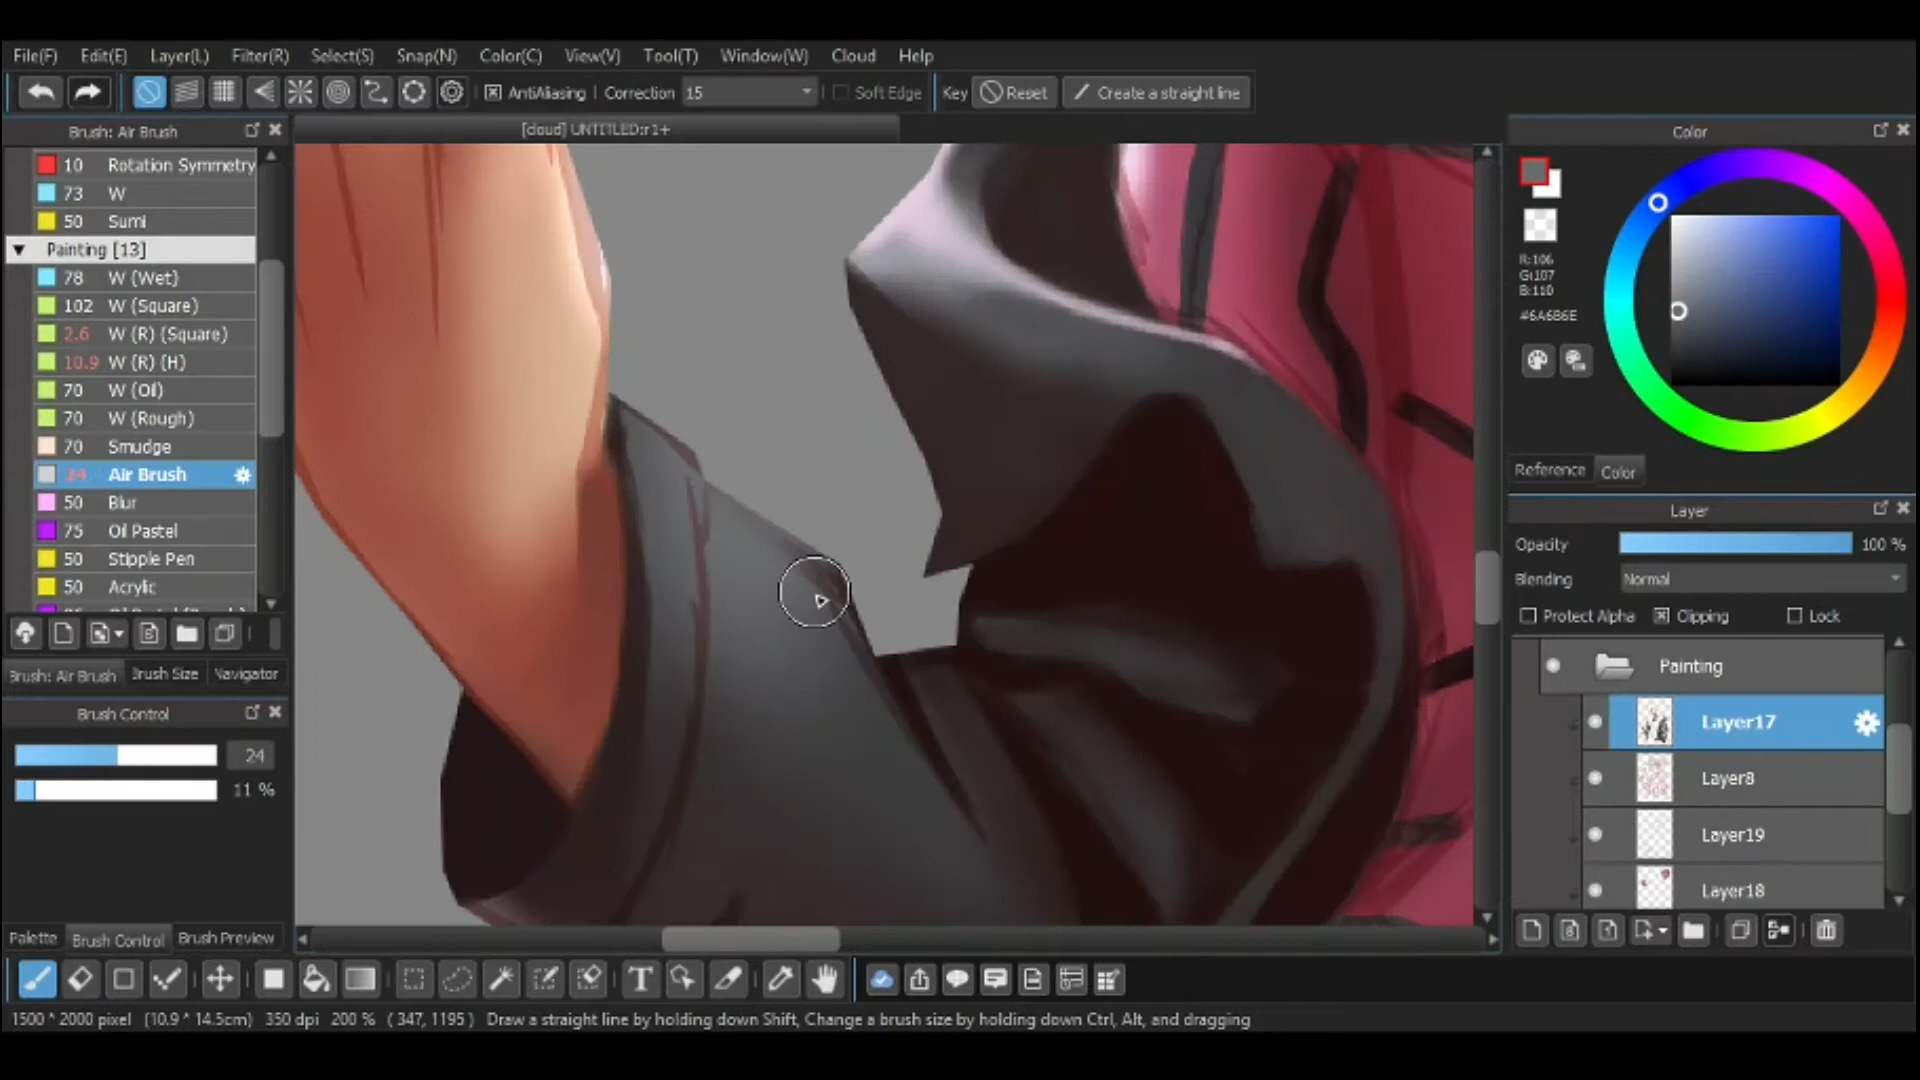 File(F) Edit(E) Layer(L) Filter(R) Select(S) Snap(N) Color(C) View(V) Tool(T) Window(W) Cloud Help
AntiAliasing Correction 15 Soft Edge Key Reset Create a straight line
Brush: Air Brush
[cloud] UNTITLED:r1+
Color
10 Rotation Symmetry
73 W
50 Sumi
Painting [13]
78 W (Wet)
102 W (Square)
2.6 W (R) (Square)
10.9 W (R) (H)
70 W (Oil)
70 W (Rough)
70 Smudge
24 Air Brush
50 Blur
75 Oil Pastel
50 Stipple Pen
50 Acrylic
R:106
G:107
B:110
#6A6B6E
Reference Color
Layer
Opacity 100 %
Blending Normal
Protect Alpha Clipping Lock
Painting
Layer17
Layer8
Layer19
Layer18
Brush: Air Brush Brush Size Navigator
Brush Control
24
11 %
Palette Brush Control Brush Preview
1500 * 2000 pixel (10.9 * 14.5cm) 350 dpi 200 % ( 347, 1195 ) Draw a straight line by holding down Shift, Change a brush size by holding down Ctrl, Alt, and dragging